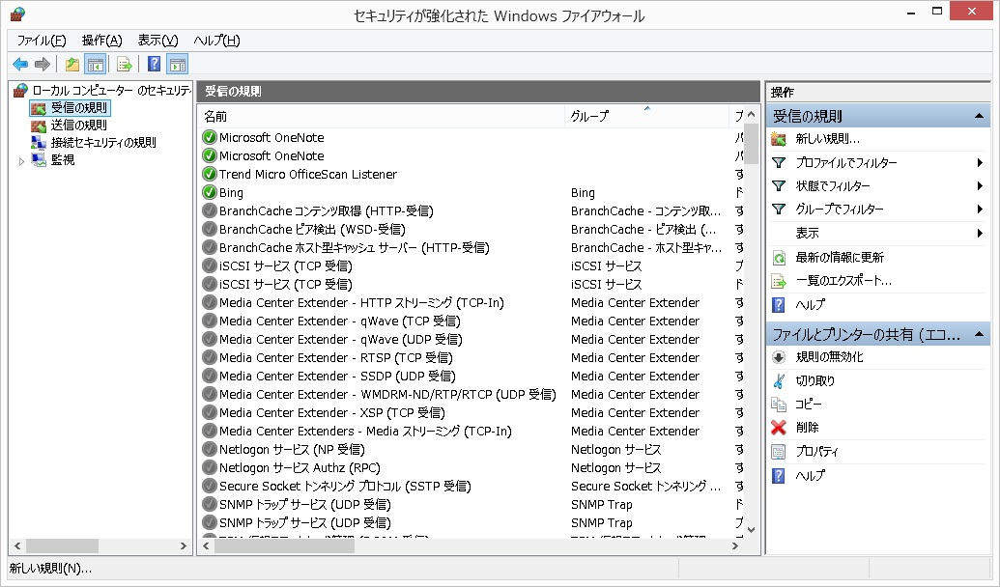 セキュリティが強化された Windows ファイアウォール
ファイル(F) 操作(A) 表示(V) ヘルプ(H)
ローカル コンピューター のセキュリテ
受信の規則
送信の規則
接続セキュリティの規則
監視
受信の規則
名前 グループ プ
Microsoft OneNote パ
Microsoft OneNote パ
Trend Micro OfficeScan Listener す
Bing Bing ド
BranchCache コンテンツ取得 (HTTP-受信) BranchCache - コンテンツ取... す
BranchCache ピア検出 (WSD-受信) BranchCache - ピア検出 (... す
BranchCache ホスト型キャッシュ サーバー (HTTP-受信) BranchCache - ホスト型キャ... す
iSCSI サービス (TCP 受信) iSCSI サービス プ
iSCSI サービス (TCP 受信) iSCSI サービス ド
Media Center Extender - HTTP ストリーミング (TCP-In) Media Center Extender す
Media Center Extender - qWave (TCP 受信) Media Center Extender す
Media Center Extender - qWave (UDP 受信) Media Center Extender す
Media Center Extender - RTSP (TCP 受信) Media Center Extender す
Media Center Extender - SSDP (UDP 受信) Media Center Extender す
Media Center Extender - WMDRM-ND/RTP/RTCP (UDP 受信) Media Center Extender す
Media Center Extender - XSP (TCP 受信) Media Center Extender す
Media Center Extenders - Media ストリーミング (TCP-In) Media Center Extender す
Netlogon サービス (NP 受信) Netlogon サービス す
Netlogon サービス Authz (RPC) Netlogon サービス す
Secure Socket トンネリング プロトコル (SSTP 受信) Secure Socket トンネリング ... す
SNMP トラップ サービス (UDP 受信) SNMP Trap ド
SNMP トラップ サービス (UDP 受信) SNMP Trap プ
操作
受信の規則
新しい規則...
プロファイルでフィルター
状態でフィルター
グループでフィルター
表示
最新の情報に更新
一覧のエクスポート...
ヘルプ
ファイルとプリンターの共有 (エコ...
規則の無効化
切り取り
コピー
削除
プロパティ
ヘルプ
新しい規則(N)...